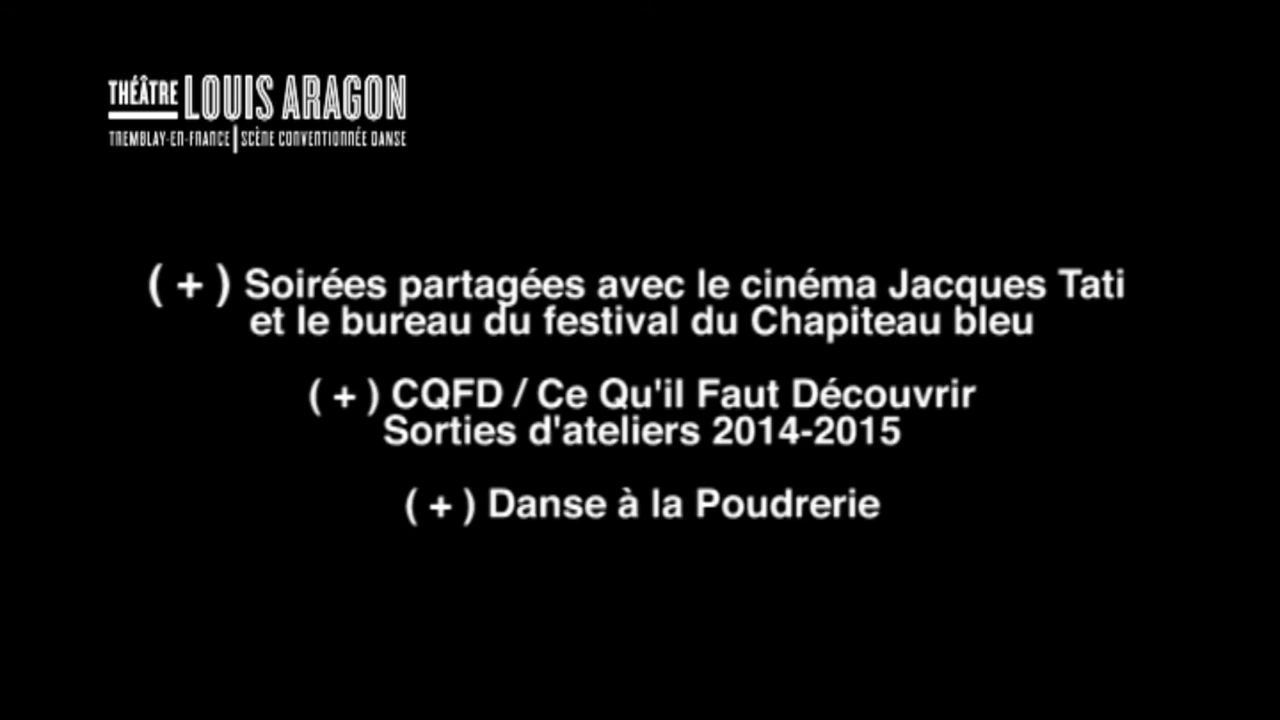 THÉÂTRE LOUIS ARAGON
TREMBLAY-EN-FRANCE | SCÈNE CONVENTIONNÉE DANSE
( + ) Soirées partagées avec le cinéma Jacques Tati
et le bureau du festival du Chapiteau bleu
( + ) CQFD / Ce Qu'il Faut Découvrir
Sorties d'ateliers 2014-2015
( + ) Danse à la Poudrerie